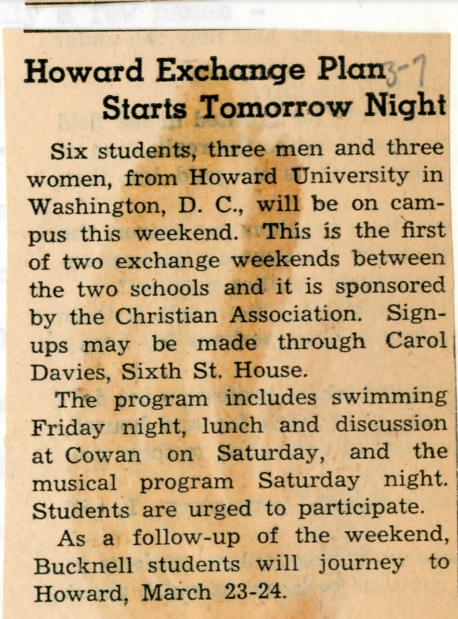 Howard Exchange Plan 3-7
Starts Tomorrow Night
Six students, three men and three
women, from Howard University in
Washington, D. C., will be on cam-
pus this weekend. This is the first
of two exchange weekends between
the two schools and it is sponsored
by the Christian Association. Sign-
ups may be made through Carol
Davies, Sixth St. House.
The program includes swimming
Friday night, lunch and discussion
at Cowan on Saturday, and the
musical program Saturday night.
Students are urged to participate.
As a follow-up of the weekend,
Bucknell students will journey to
Howard, March 23-24.